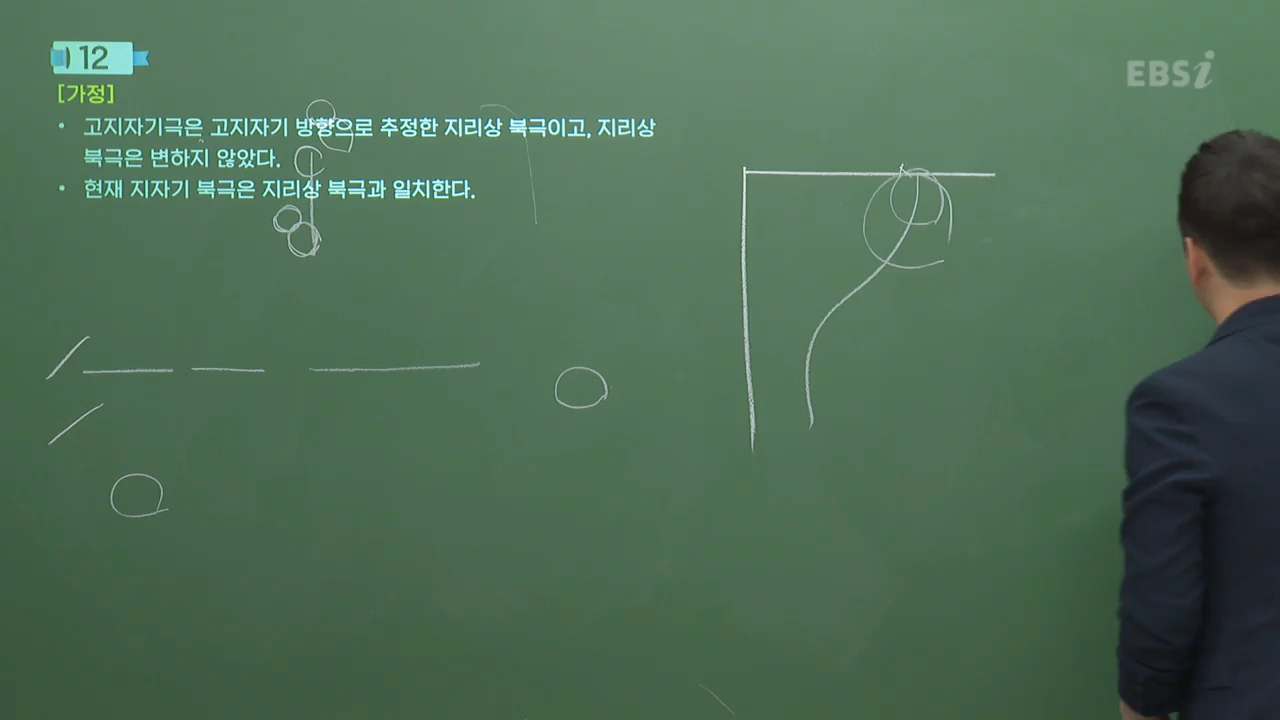 12
EBSi
[가정]
• 고지자기극은 고지자기 방향으로 추정한 지리상 북극이고, 지리상
북극은 변하지 않았다.
• 현재 지자기 북극은 지리상 북극과 일치한다.